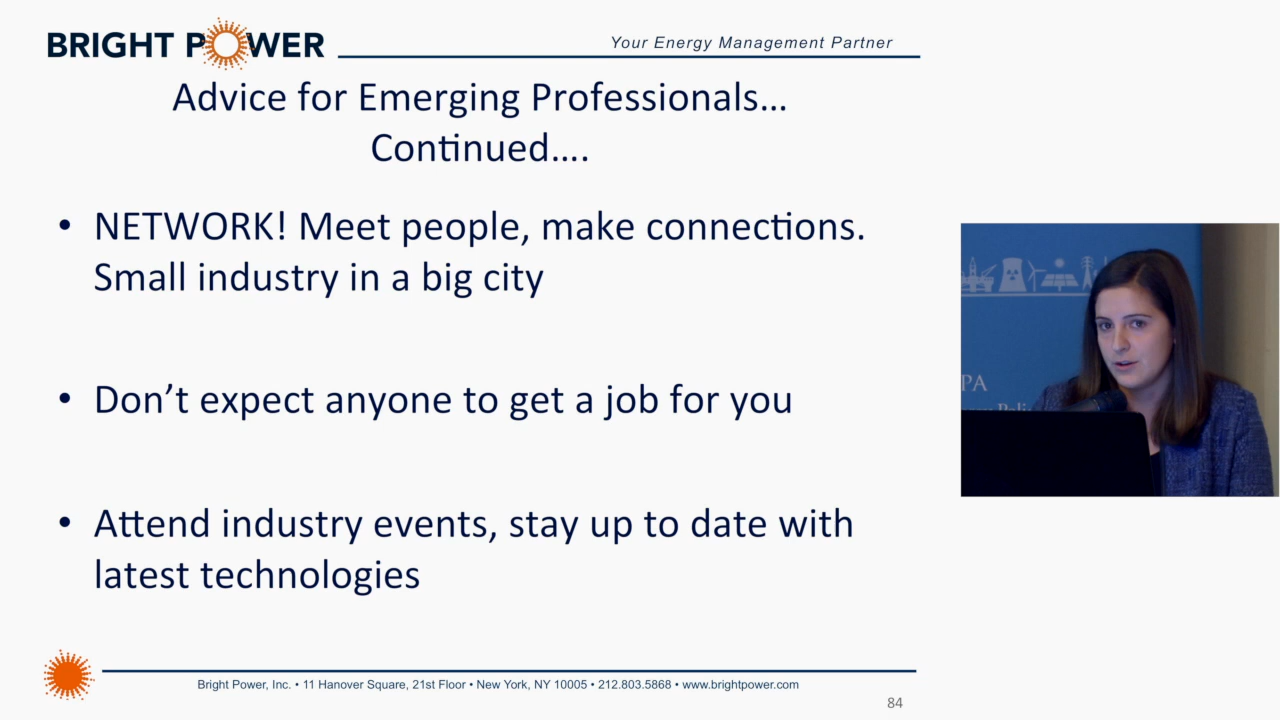 BRIGHT POWER
Your Energy Management Partner
Advice for Emerging Professionals…
Continued….
• NETWORK! Meet people, make connections.
Small industry in a big city
• Don’t expect anyone to get a job for you
• Attend industry events, stay up to date with
latest technologies
PA
Bright Power, Inc. • 11 Hanover Square, 21st Floor • New York, NY 10005 • 212.803.5868 • www.brightpower.com
84